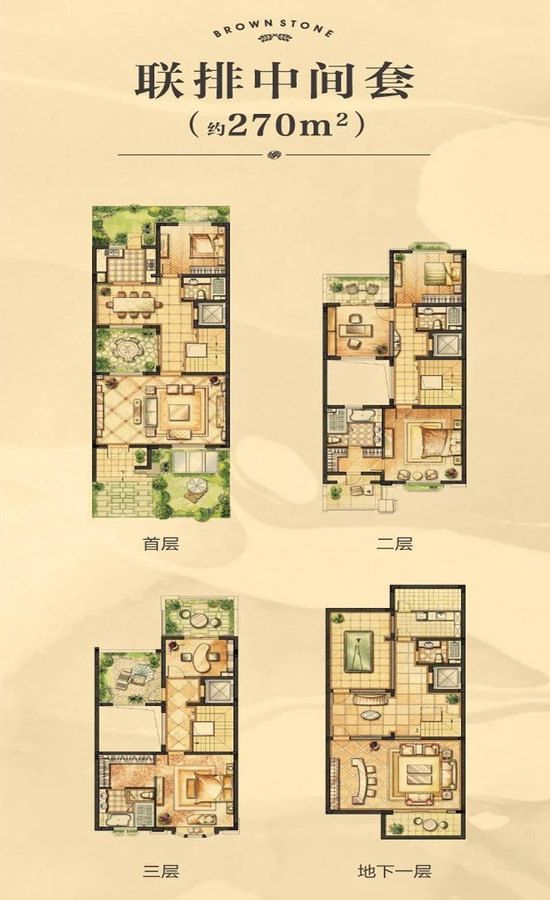 BROWN STONE
联排中间套
（约270m²）
首层
二层
三层
地下一层